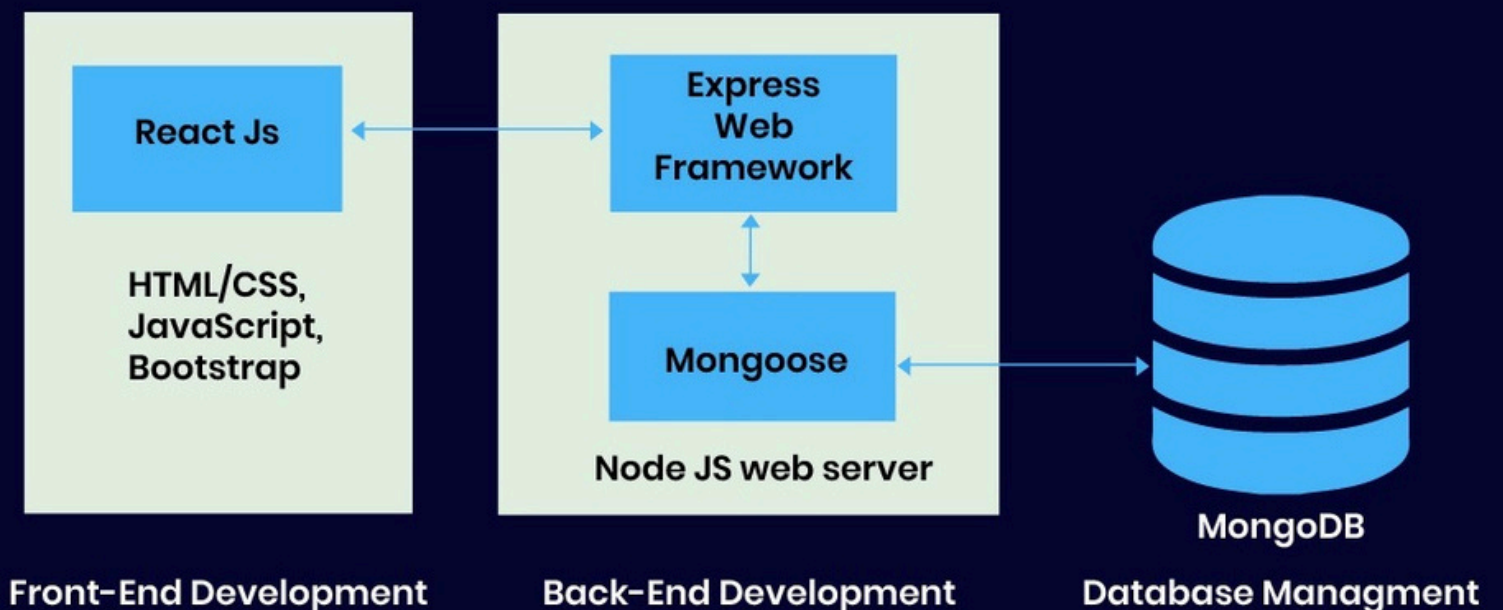 React Js
HTML/CSS,
JavaScript,
Bootstrap
Front-End Development
Express
Web
Framework
Mongoose
Node JS web server
Back-End Development
MongoDB
Database Managment